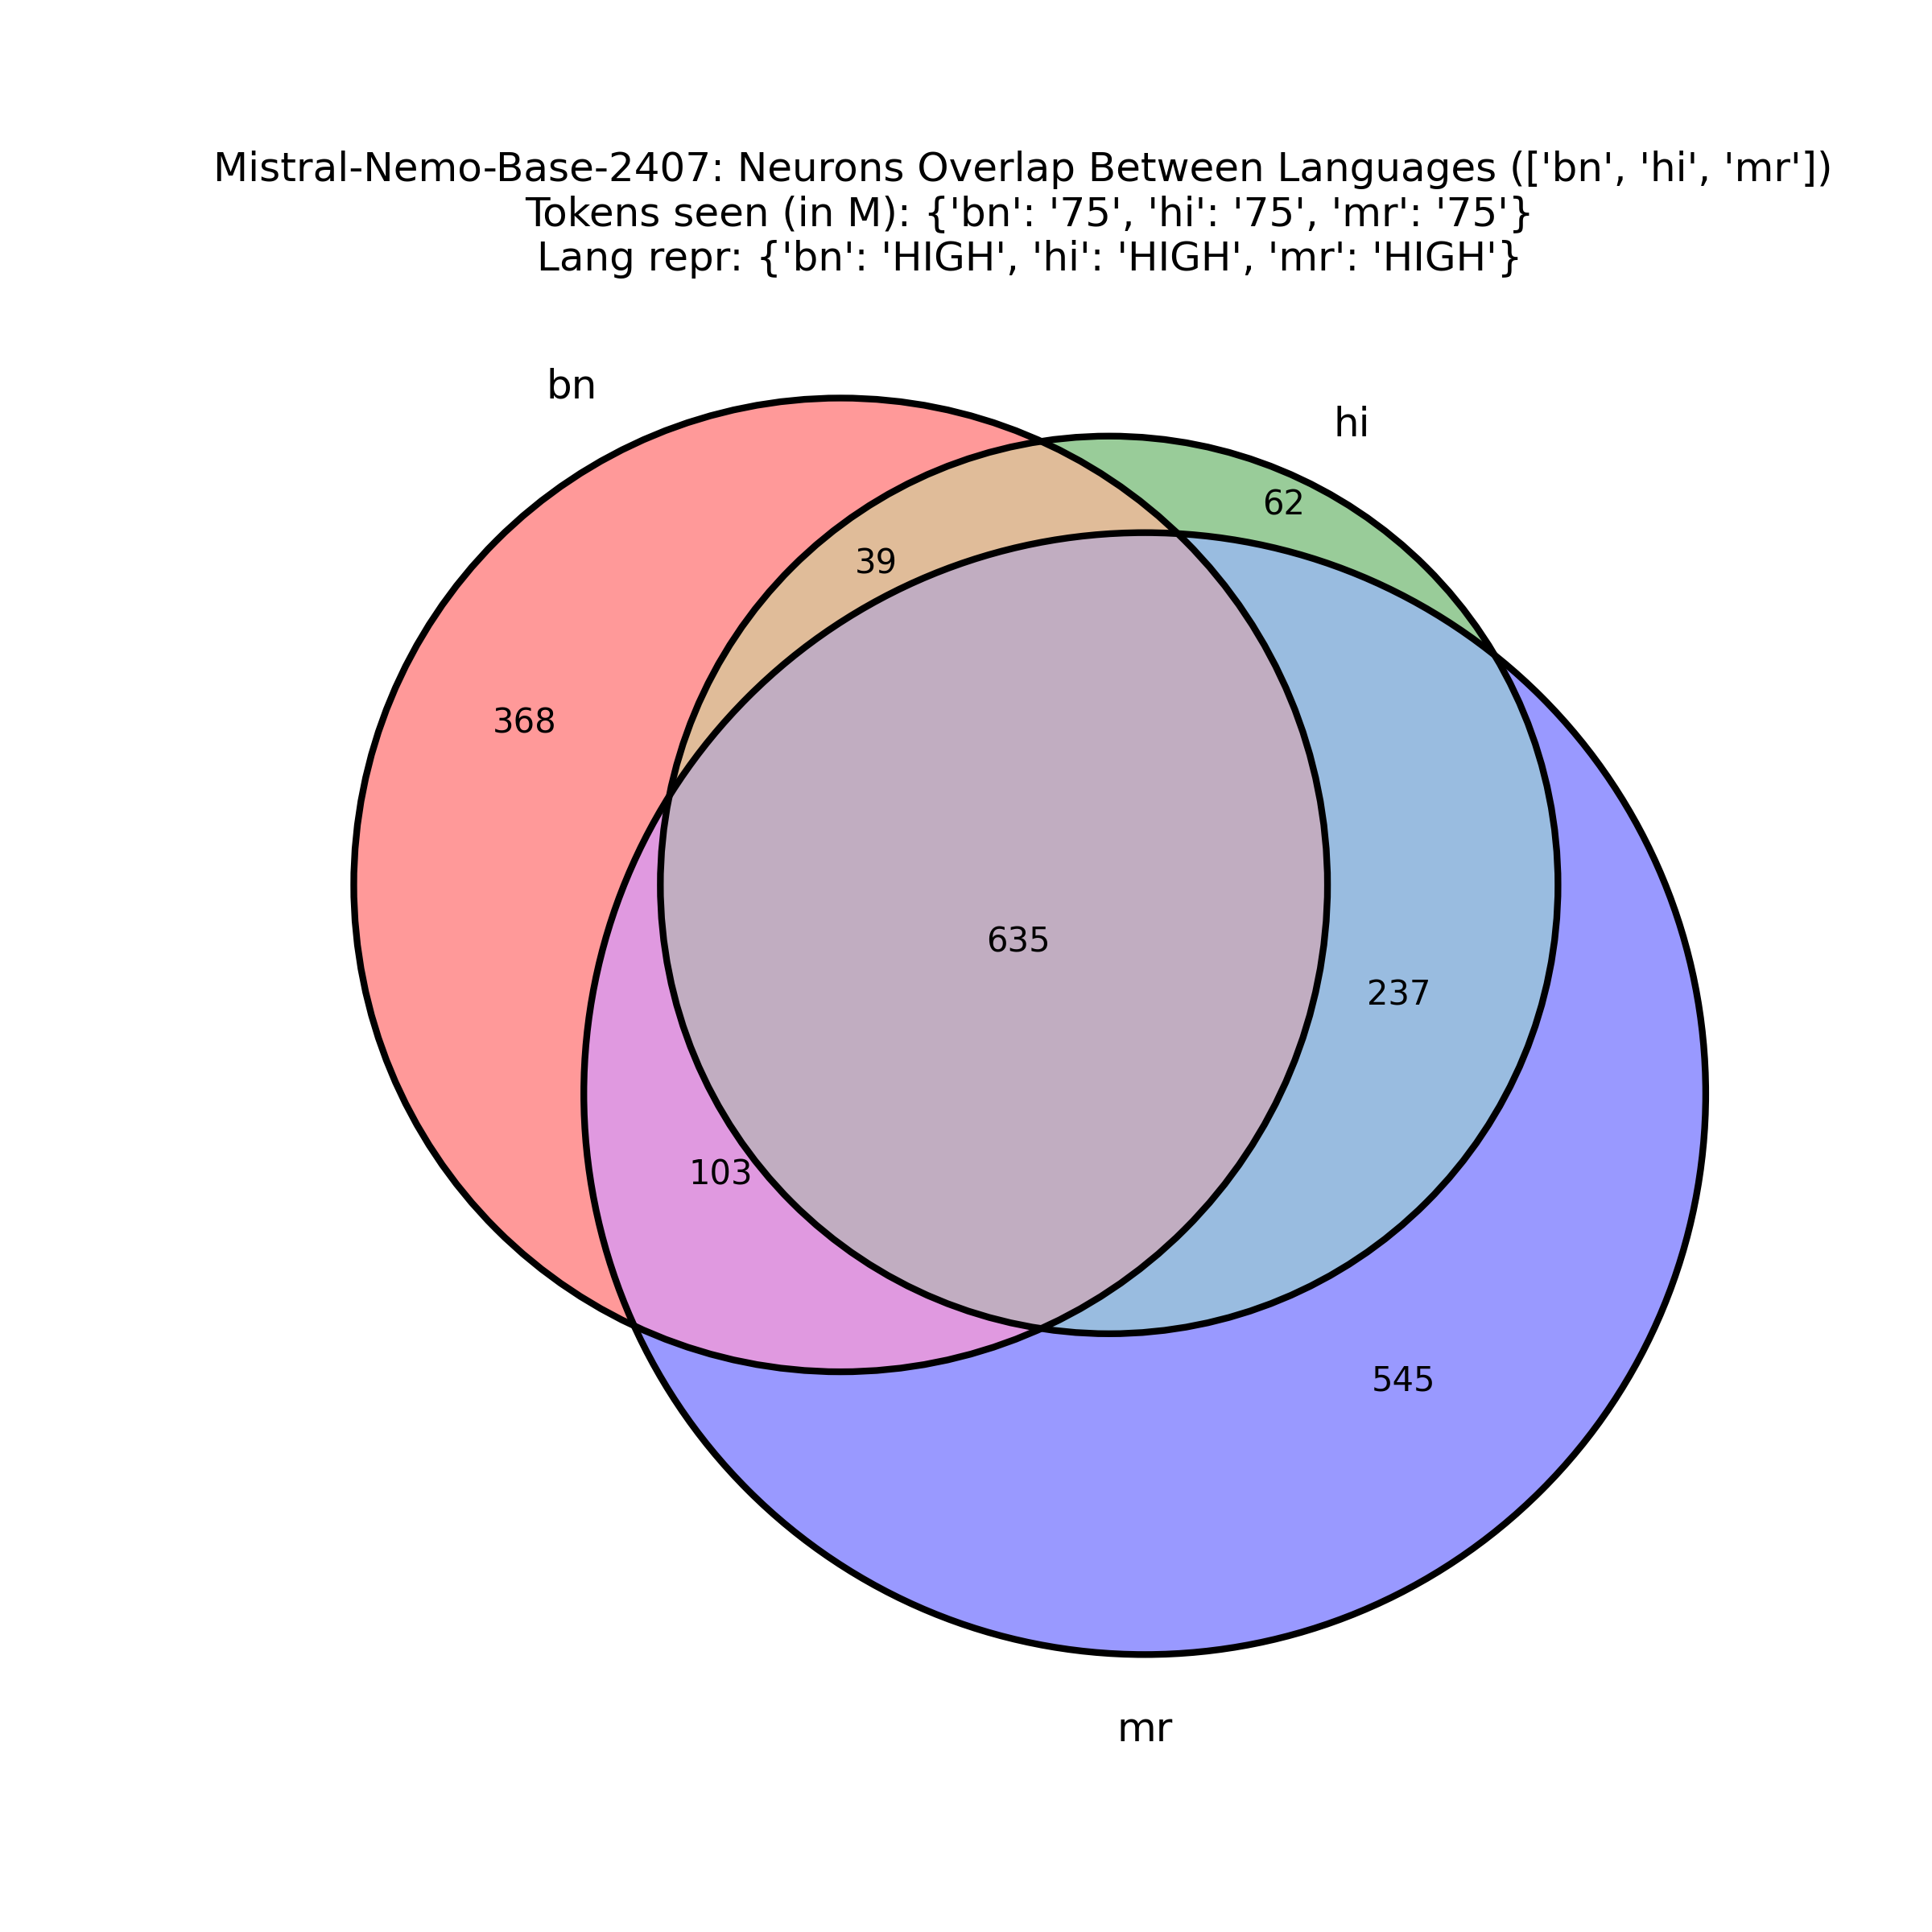 Mistral-Nemo-Base-2407: Neurons Overlap Between Languages (['bn', 'hi', 'mr'])
Tokens seen (in M): {'bn': '75', 'hi': '75', 'mr': '75'}
Lang repr: {'bn': 'HIGH', 'hi': 'HIGH', 'mr': 'HIGH'}
bn
hi
62
39
368
635
237
103
545
mr